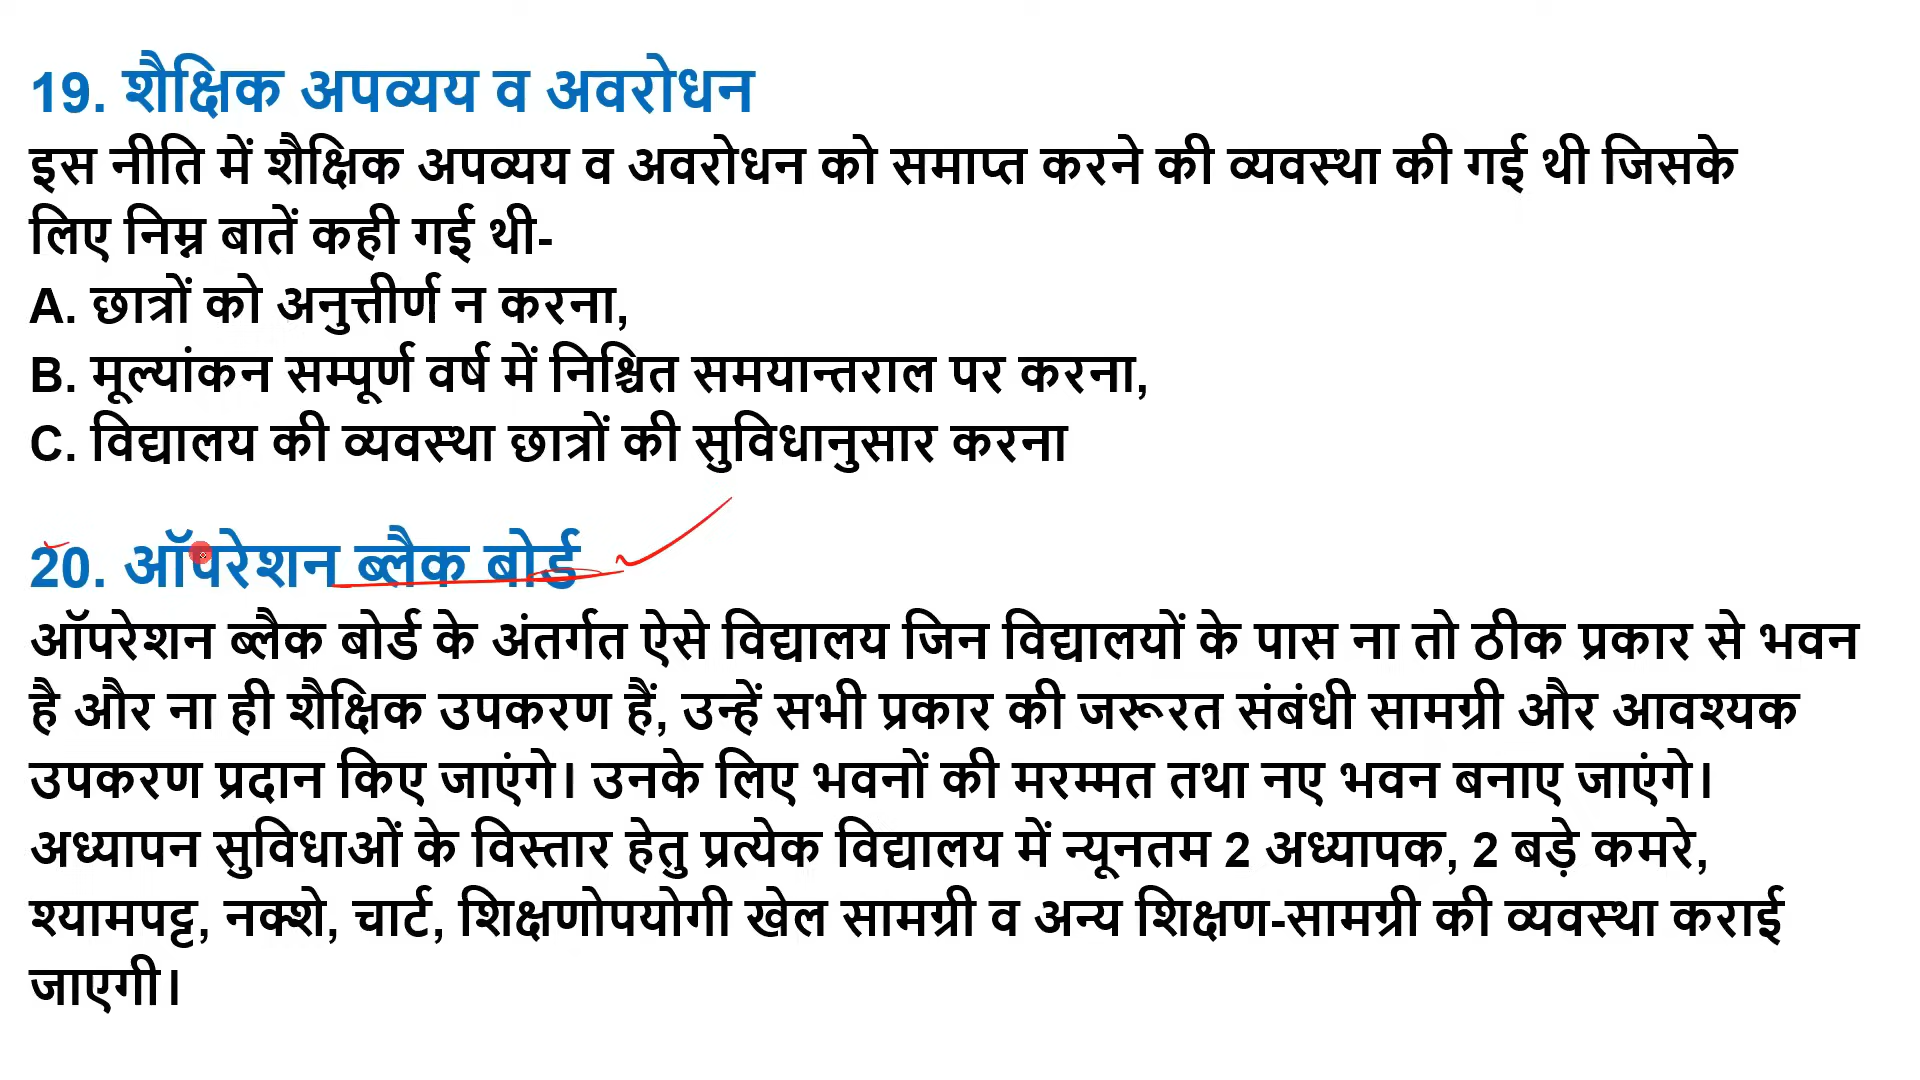 19. शैक्षिक अपव्यय व अवरोधन
इस नीति में शैक्षिक अपव्यय व अवरोधन को समाप्त करने की व्यवस्था की गई थी जिसके
लिए निम्न बातें कही गई थी-
A. छात्रों को अनुत्तीर्ण न करना,
B. मूल्यांकन सम्पूर्ण वर्ष में निश्चित समयान्तराल पर करना,
C. विद्यालय की व्यवस्था छात्रों की सुविधानुसार करना
20. ऑपरेशन ब्लैक बोर्ड
ऑपरेशन ब्लैक बोर्ड के अंतर्गत ऐसे विद्यालय जिन विद्यालयों के पास ना तो ठीक प्रकार से भवन
है और ना ही शैक्षिक उपकरण हैं, उन्हें सभी प्रकार की जरूरत संबंधी सामग्री और आवश्यक
उपकरण प्रदान किए जाएंगे। उनके लिए भवनों की मरम्मत तथा नए भवन बनाए जाएंगे।
अध्यापन सुविधाओं के विस्तार हेतु प्रत्येक विद्यालय में न्यूनतम 2 अध्यापक, 2 बड़े कमरे,
श्यामपट्ट, नक्शे, चार्ट, शिक्षणोपयोगी खेल सामग्री व अन्य शिक्षण-सामग्री की व्यवस्था कराई
जाएगी।